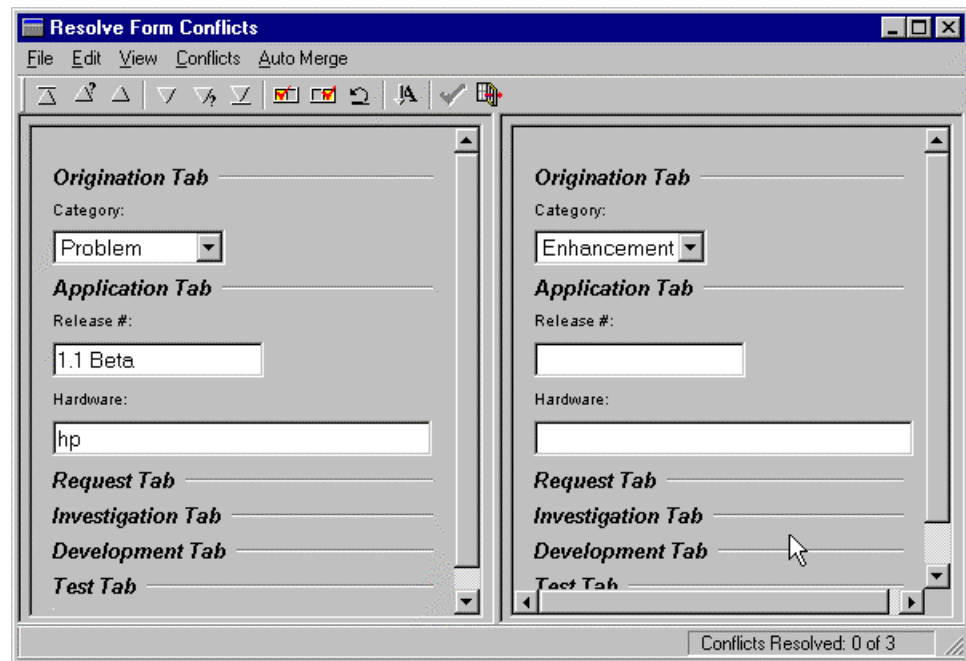 Resolve Form Conflicts
File Edit View Conflicts Auto Merge
Origination Tab
Category:
Problem
Application Tab
Release #:
1.1 Beta
Hardware:
hp
Request Tab
Investigation Tab
Development Tab
Test Tab
Origination Tab
Category:
Enhancement
Application Tab
Release #:
Hardware:
Request Tab
Investigation Tab
Development Tab
Test Tab
Conflicts Resolved: 0 of 3